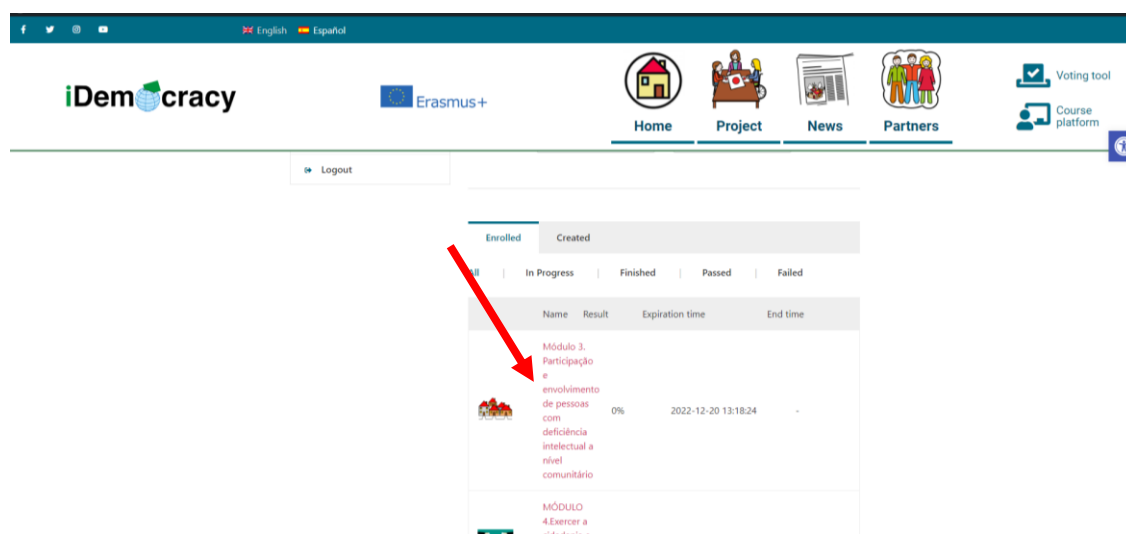 English Español
iDemocracy
Erasmus+
Home Project News Partners
Voting tool
Course
platform
Logout
Enrolled Created
All In Progress Finished Passed Failed
Name Result Expiration time End time
Módulo 3.
Participação
e
envolvimento
de pessoas
com
deficiência
intelectual a
nível
comunitário
0% 2022-12-20 13:18:24 -
MÓDULO
4.Exercer a